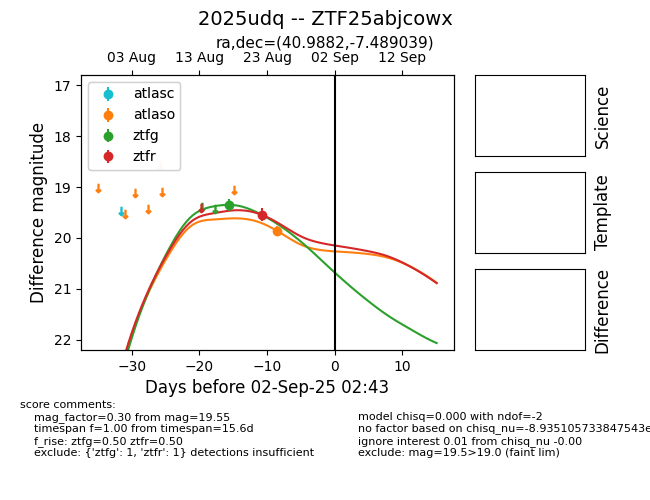 2025udq -- ZTF25abjcowx
ra,dec=(40.9882,-7.489039)
03 Aug 13 Aug 23 Aug 02 Sep 12 Sep
17
18
19
20
21
22
Difference magnitude
atlasc
atlaso
ztfg
ztfr
−30 −20 −10 0 10
Days before 02-Sep-25 02:43
Science
Template
Difference
score comments:
mag_factor=0.30 from mag=19.55
timespan f=1.00 from timespan=15.6d
f_rise: ztfg=0.50 ztfr=0.50
exclude: {'ztfg': 1, 'ztfr': 1} detections insufficient
model chisq=0.000 with ndof=-2
no factor based on chisq_nu=-8.935105733847543e
ignore interest 0.01 from chisq_nu -0.00
exclude: mag=19.5>19.0 (faint lim)